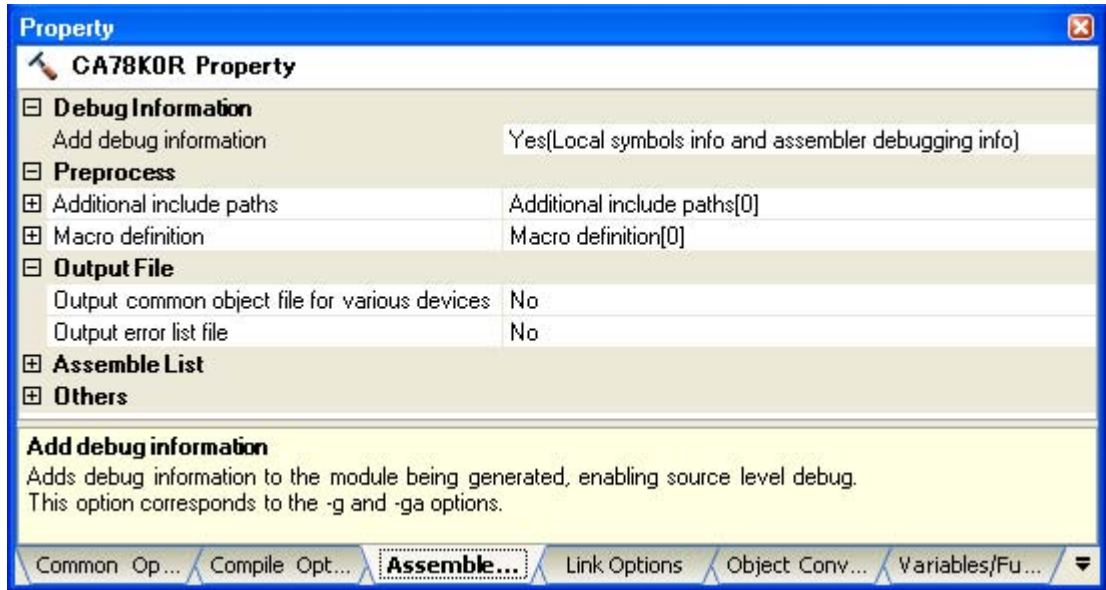 Property
CA78K0R Property
Debug Information
Add debug information Yes(Local symbols info and assembler debugging info)
Preprocess
Additional include paths Additional include paths[0]
Macro definition Macro definition[0]
Output File
Output common object file for various devices No
Output error list file No
Assemble List
Others
Add debug information
Adds debug information to the module being generated, enabling source level debug.
This option corresponds to the -g and -ga options.
Common Op... Compile Opt... Assemble... Link Options Object Conv... Variables/Fu...